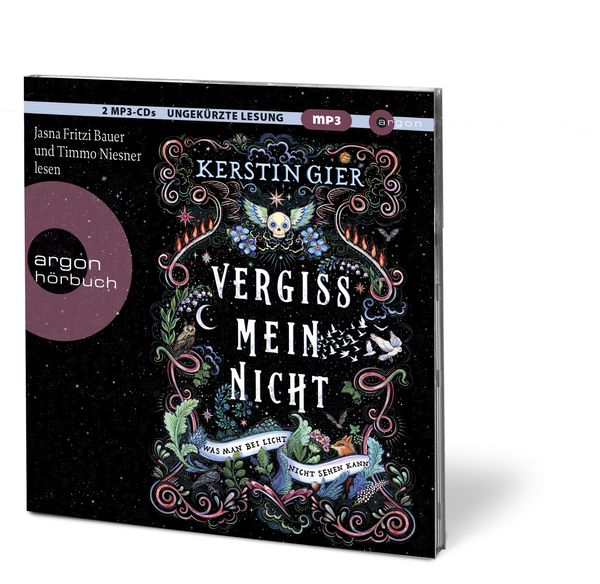 2 MP3-CDs UNGEKÜRZTE LESUNG mp3 argon
Jasna Fritzi Bauer
und Timmo Niesner
lesen
argon
hörbuch
KERSTIN GIER
VERGISS
MEIN
NICHT
WAS MAN BEI LICHT
NICHT SEHEN KANN